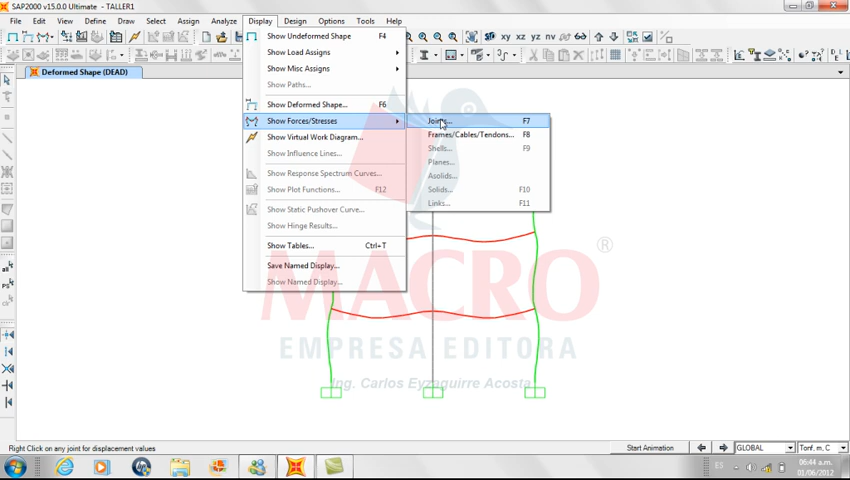 SAP2000 v15.0.0 Ultimate - TALLER1
File Edit View Define Draw Select Assign Analyze Display Design Options Tools Help
Show Undeformed Shape F4
Show Load Assigns
Show Misc Assigns
Show Paths...
Show Deformed Shape... F6
Show Forces/Stresses
Show Virtual Work Diagram...
Show Influence Lines...
Show Response Spectrum Curves...
Show Plot Functions... F12
Show Static Pushover Curve...
Show Hinge Results...
Show Tables... Ctrl+T
Save Named Display...
Show Named Display...
Joints... F7
Frames/Cables/Tendons... F8
Shells... F9
Planes...
Asolids...
Solids... F10
Links... F11
3D xy xz yz nv
Deformed Shape (DEAD)
MACRO®
EMPRESA EDITORA
Ing. Carlos Eyzaguirre Acosta
Right Click on any joint for displacement values
Start Animation
GLOBAL
Tonf, m, C
ES
06:44 a.m.
01/06/2012